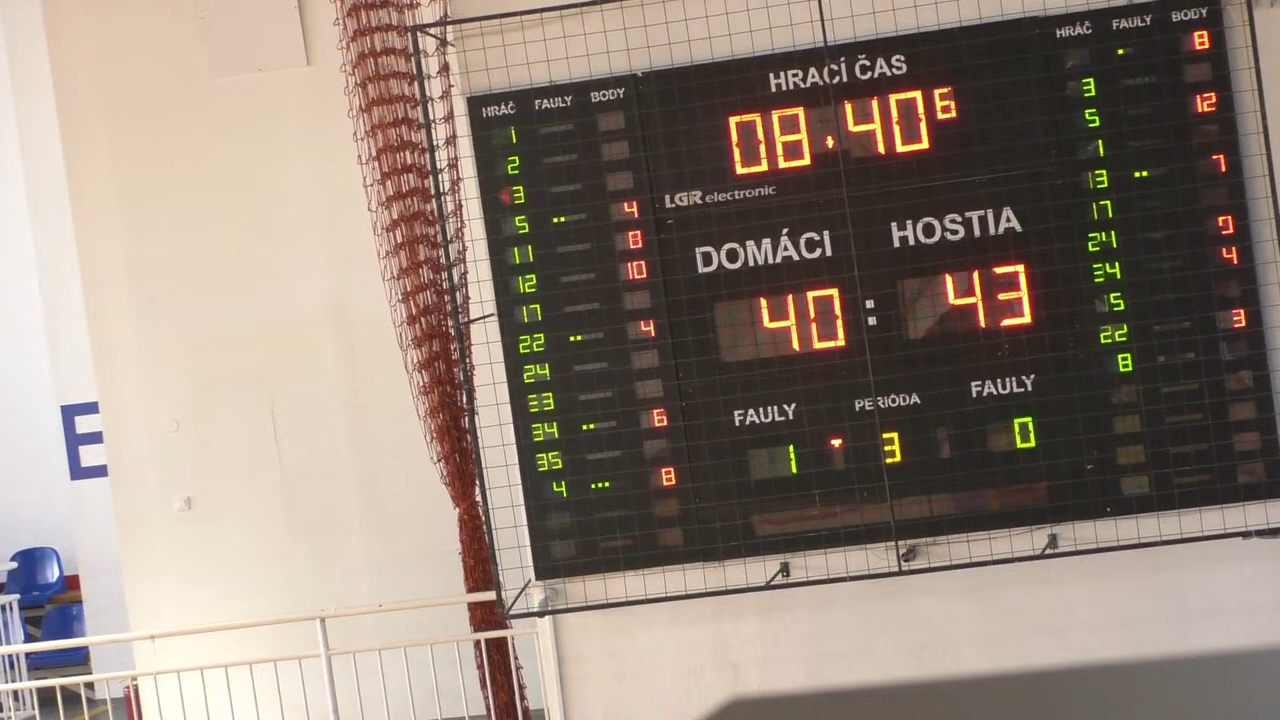 HRAČ FAULY BODY
1
2
3
5 4
11 8
12 10
17
22 4
24
33
34 6
35
4 8
HRACÍ ČAS
08.40 6
LGR electronic
DOMÁCI HOSTIA
40 : 43
FAULY PERIÓDA FAULY
1 3 0
HRÁČ FAULY BODY
8
3
5 12
1
13 7
17
24 9
34 4
15
22 3
8
E